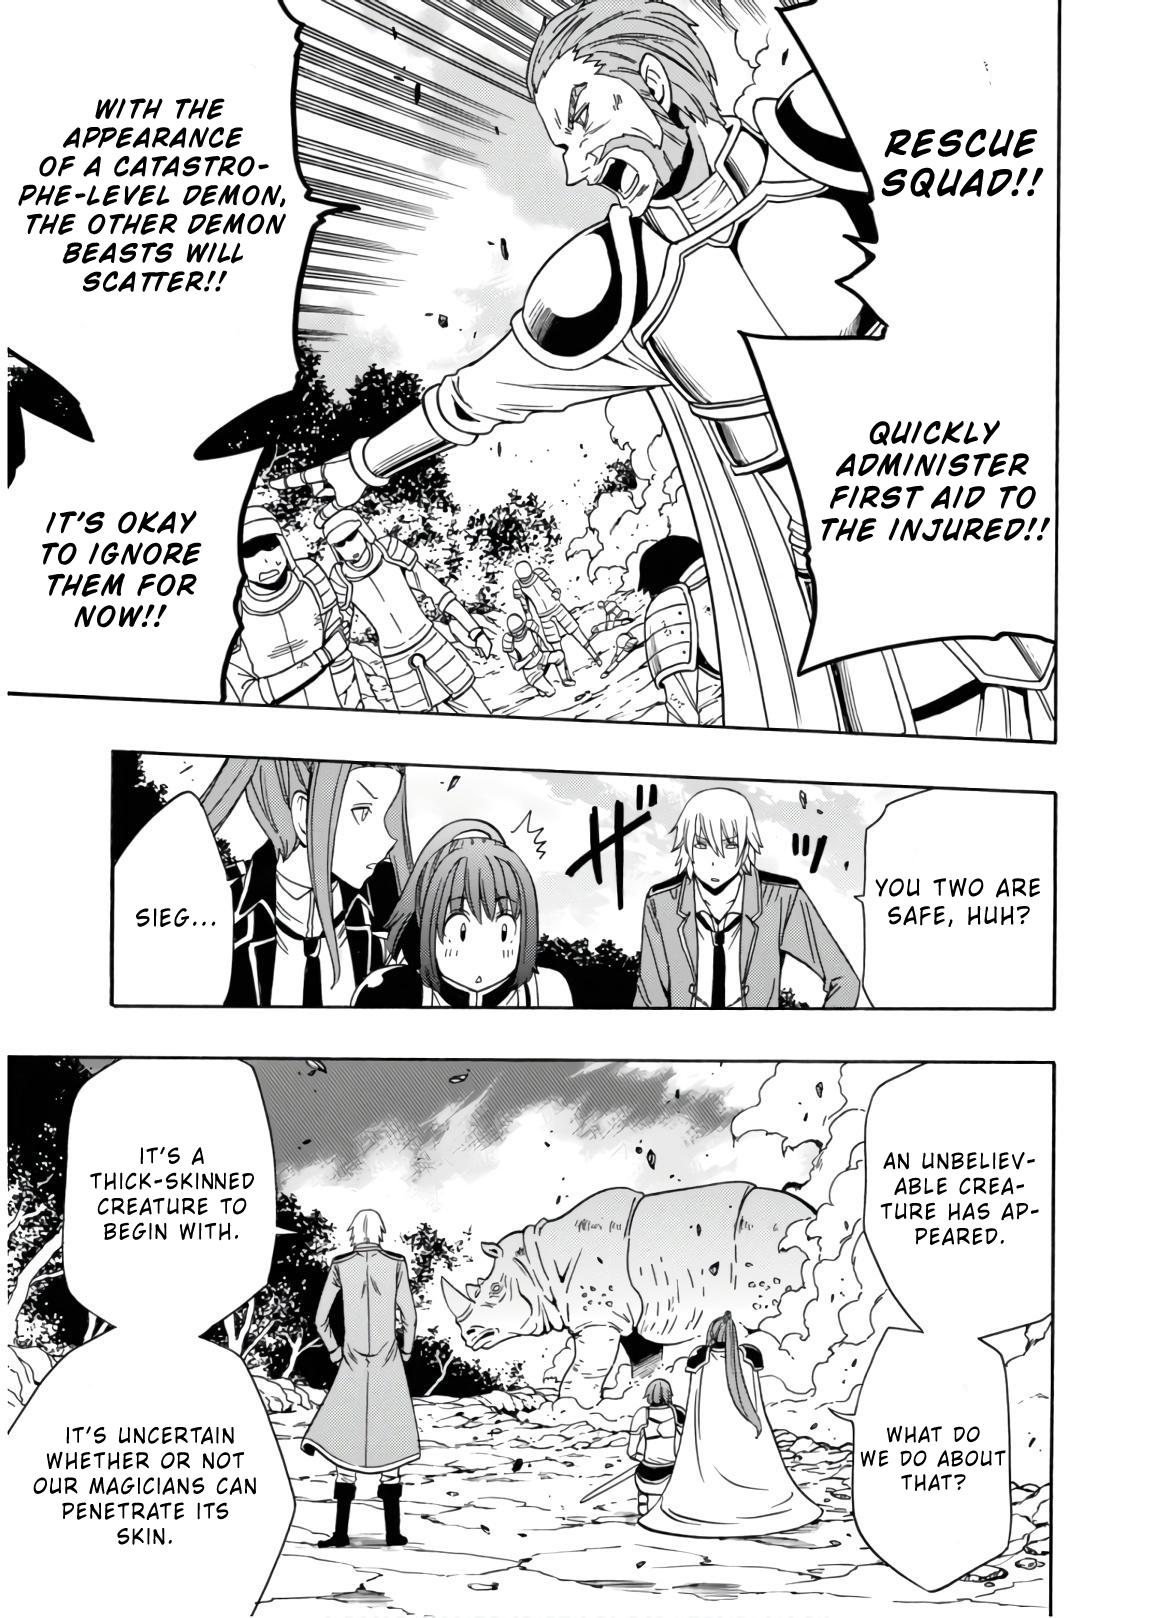 RESCUE
SQUAD!!
QUICKLY
ADMINISTER
FIRST AID TO
THE INJURED!!
WITH THE
APPEARANCE
OF A CATASTRO-
PHE-LEVEL DEMON,
THE OTHER DEMON
BEASTS WILL
SCATTER!!
IT'S OKAY
TO IGNORE
THEM FOR
NOW!!
YOU TWO ARE
SAFE, HUH?
ザッ
SIEG...
AN UNBELIEV-
ABLE CREA-
TURE HAS AP-
PEARED.
WHAT DO
WE DO ABOUT
THAT?
IT'S A
THICK-SKINNED
CREATURE TO
BEGIN WITH.
IT'S UNCERTAIN
WHETHER OR NOT
OUR MAGICIANS CAN
PENETRATE ITS
SKIN.